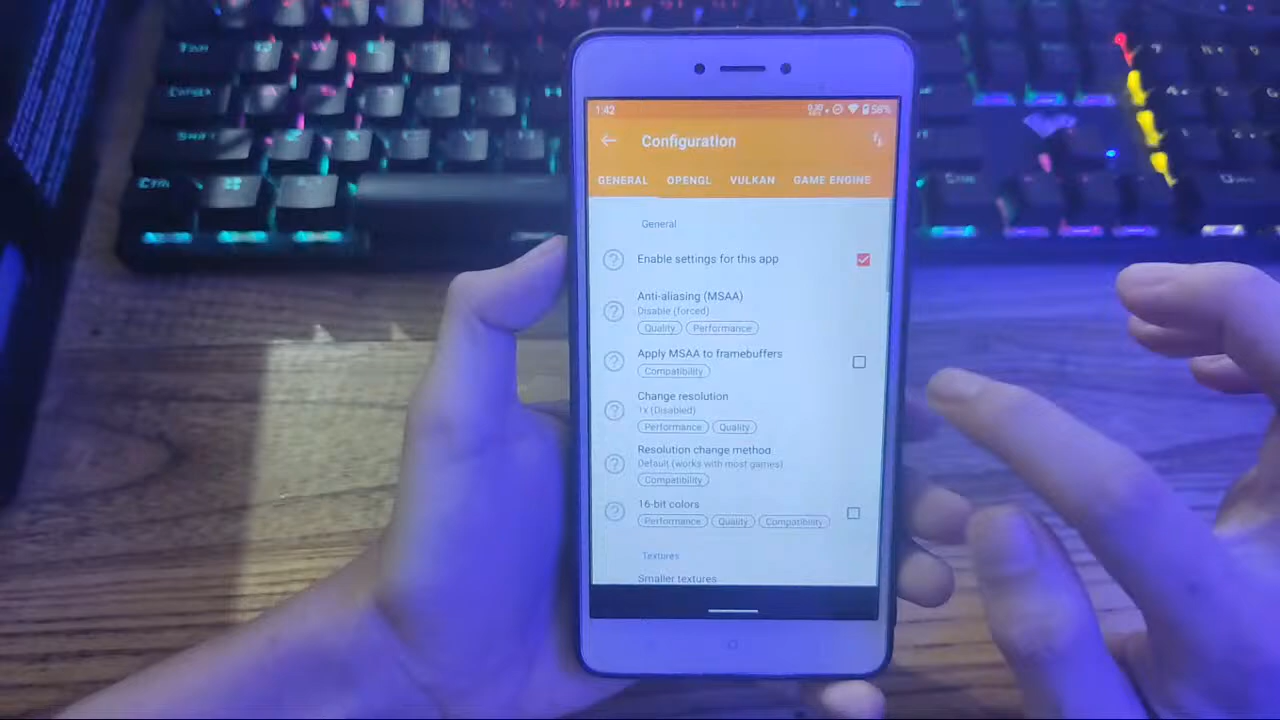 1:42
58%
Configuration
GENERAL OPENGL VULKAN GAME ENGINE
General
Enable settings for this app
Anti-aliasing (MSAA)
Disable (forced)
Quality Performance
Apply MSAA to framebuffers
Compatibility
Change resolution
1x (Disabled)
Performance Quality
Resolution change method
Default (works with most games)
Compatibility
16-bit colors
Performance Quality Compatibility
Textures
Smaller textures